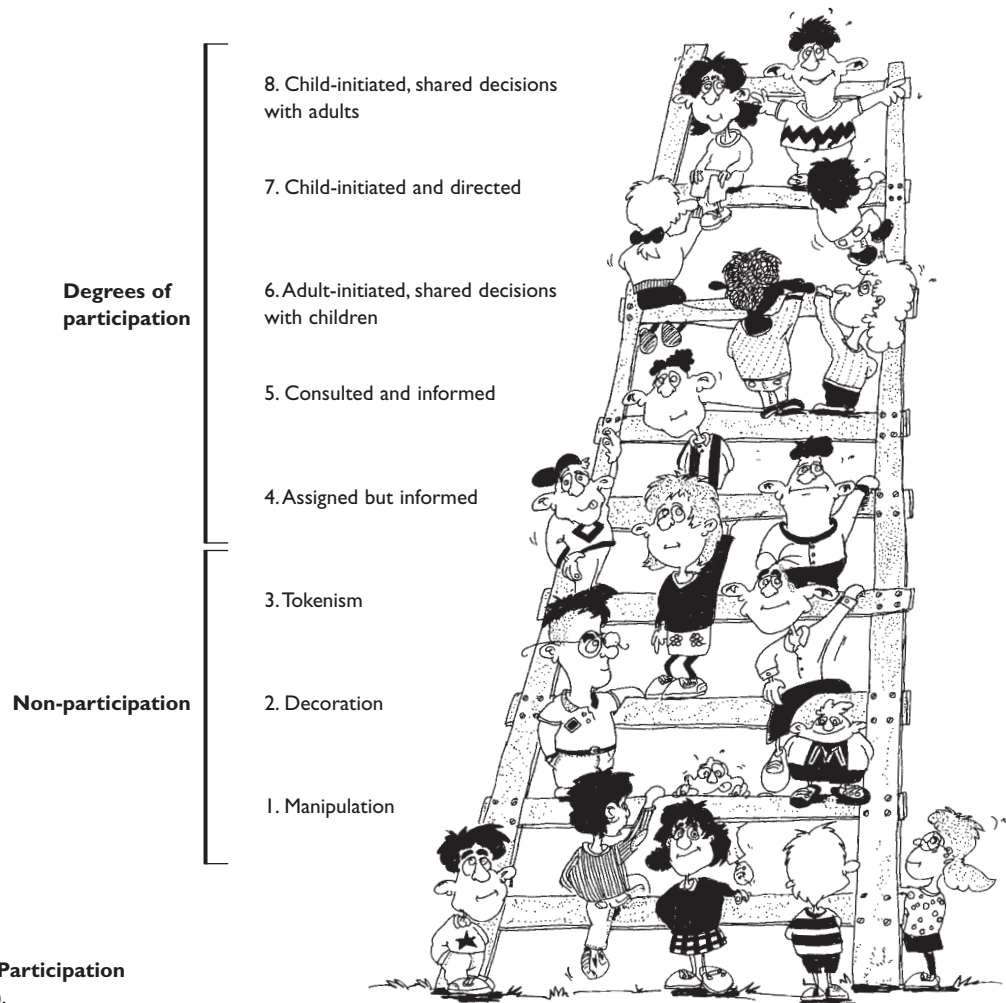 8. Child-initiated, shared decisions
with adults
7. Child-initiated and directed
Degrees of
participation
6. Adult-initiated, shared decisions
with children
5. Consulted and informed
4. Assigned but informed
3. Tokenism
Non-participation
2. Decoration
1. Manipulation
Participation